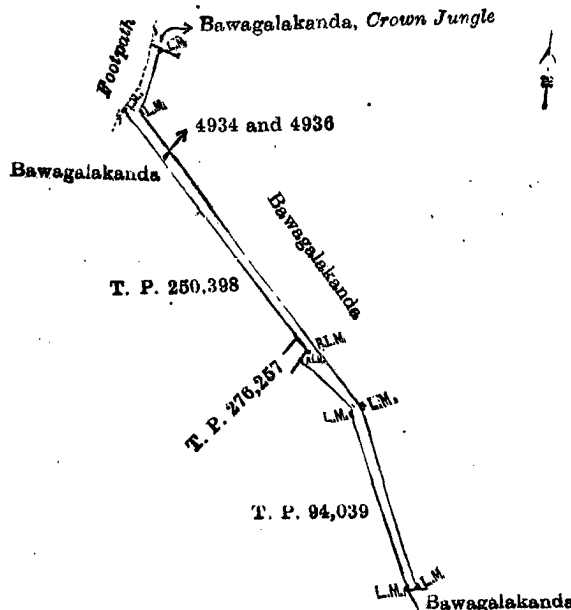 Bawagalakanda, Crown Jungle
L.M.
Footpath
L.M.
L.M.
4934 and 4936
Bawagalakanda
Bawagalakanda
T. P. 250,398
P.L.M.
P.L.M.
T. P. 276,257
L.M.
L.M.
T. P. 94,039
L.M.
L.M.
Bawagalakanda